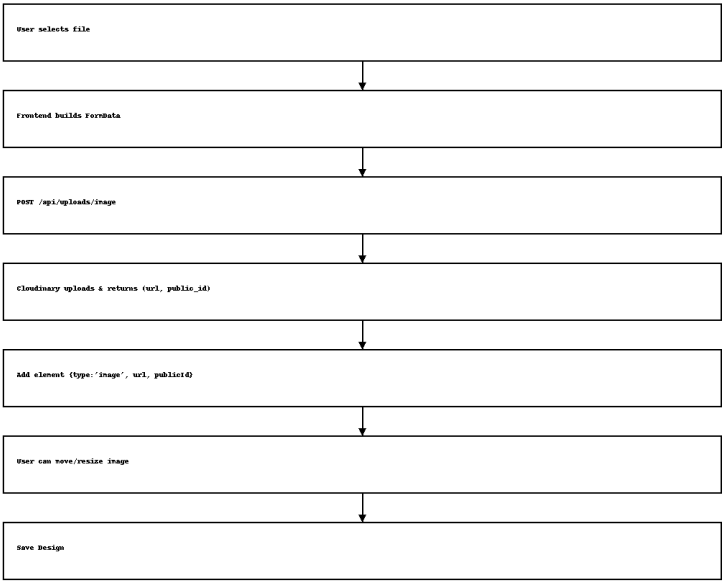 User selects file
Frontend builds FormData
POST /api/uploads/image
Cloudinary uploads & returns (url, public_id)
Add element {type:'image', url, publicId}
User can move/resize image
Save Design